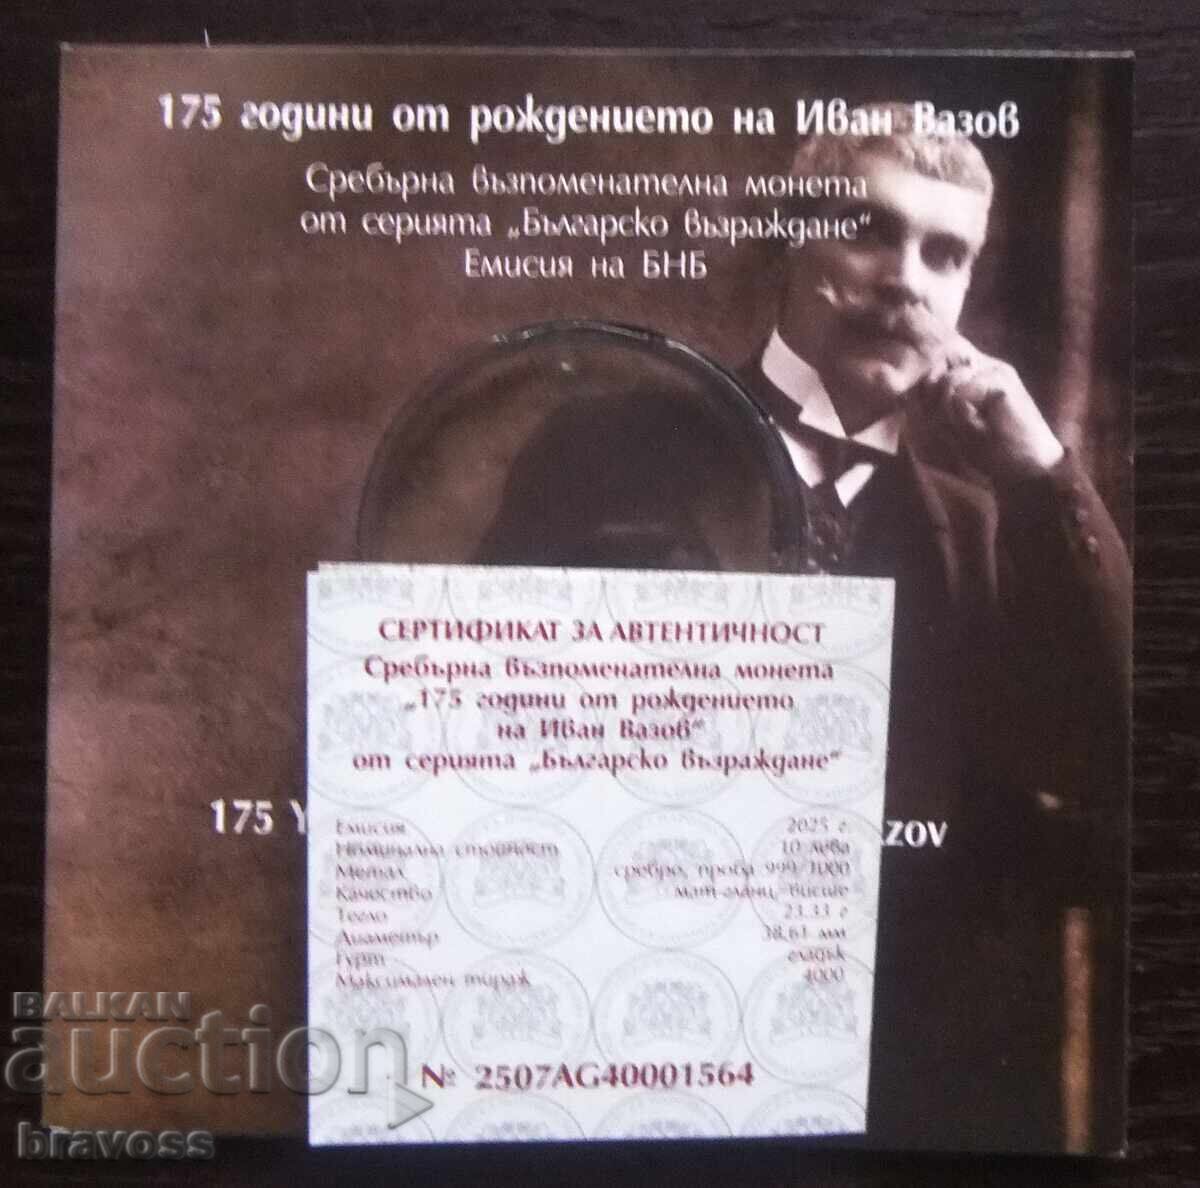 175 години от рождението на Иван Вазов
Сребърна възпоменателна монета
от серията „Българско възраждане“
Емисия на БНБ
СЕРТИФИКАТ ЗА АВТЕНТИЧНОСТ
Сребърна възпоменателна монета
„175 години от рождението
на Иван Вазов“
от серията „Българско възраждане“
175
Емисия 2025 г.
Номинална стойност 10 лева
Метал сребро, проба 999/1000
Качество мат-гланц, висше
Тегло 23.33 г
Диаметър 38,61 мм
Гурт гладък
Максимален тираж 4000
№ 2507AG40001564
BALKAN
auction
bravoss